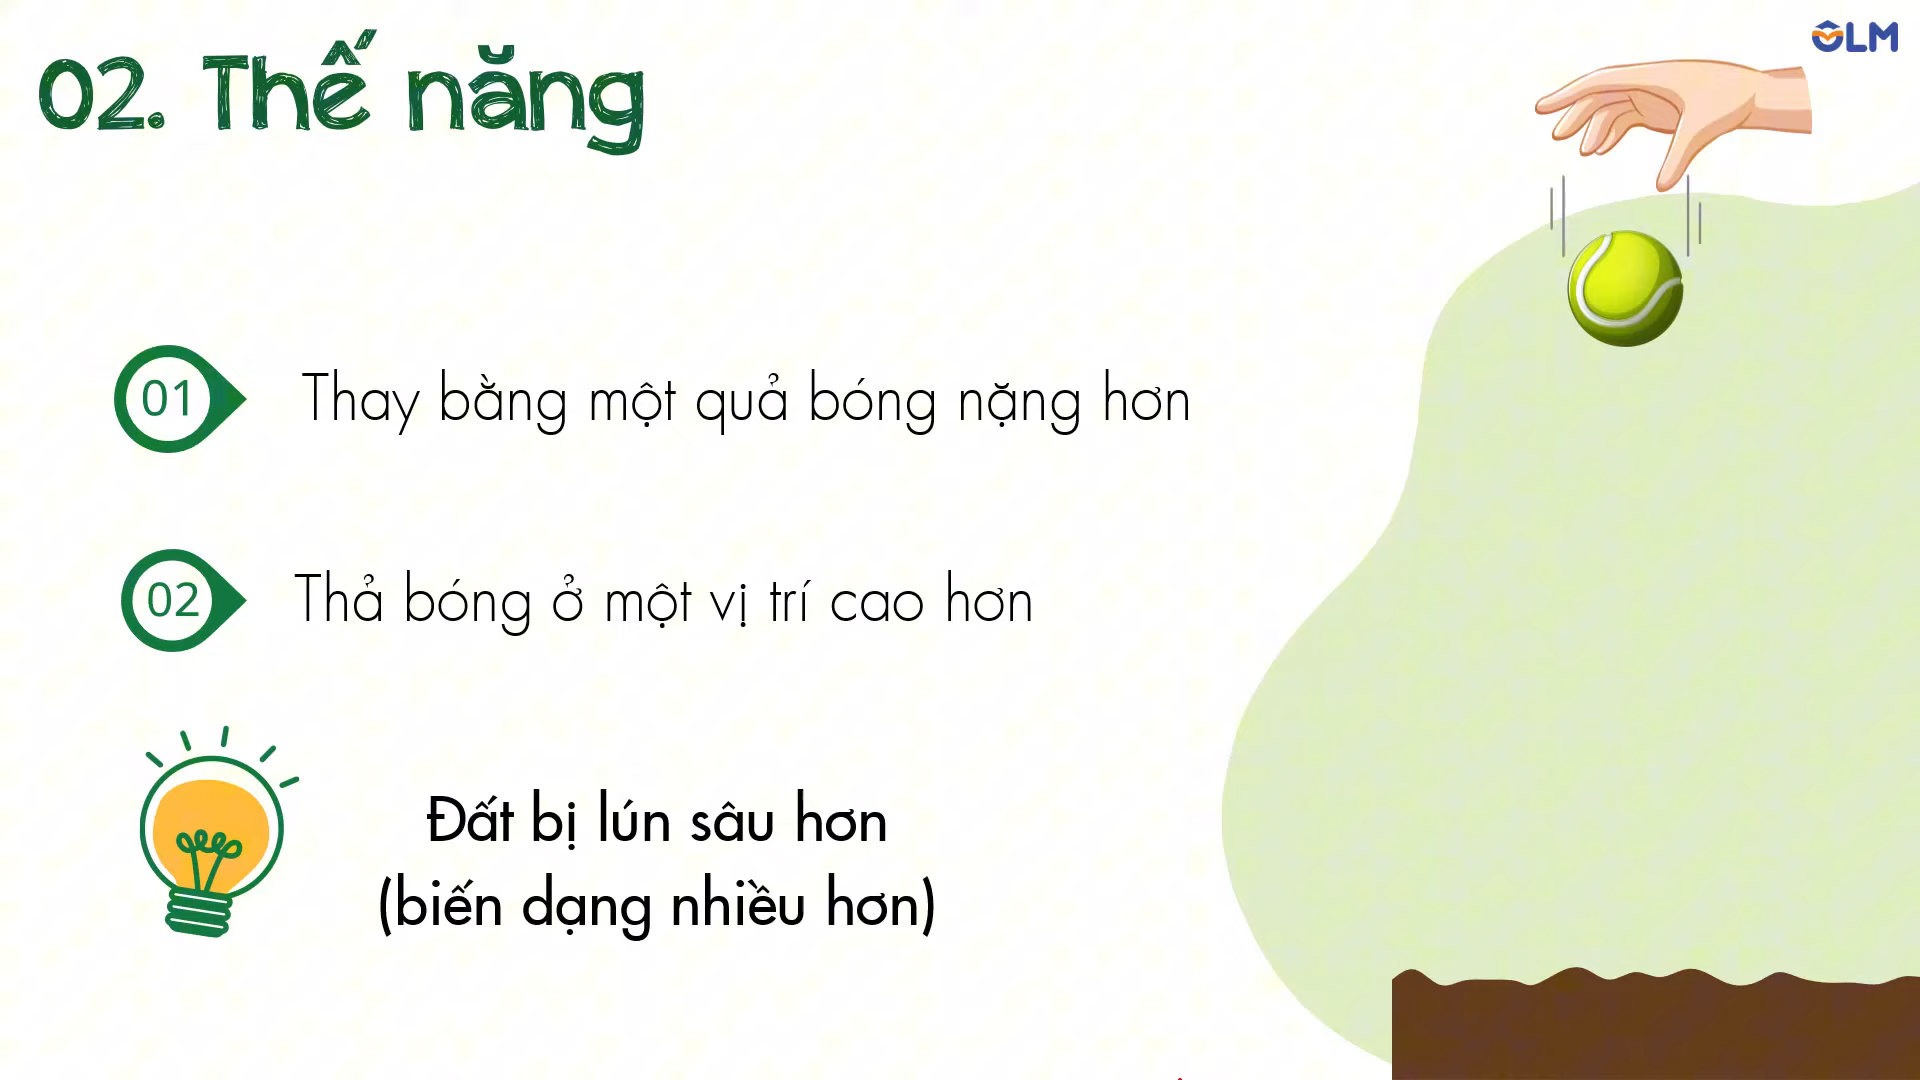 02. Thế năng
OLM
01
Thay bằng một quả bóng nặng hơn
02
Thả bóng ở một vị trí cao hơn
Đất bị lún sâu hơn
(biến dạng nhiều hơn)